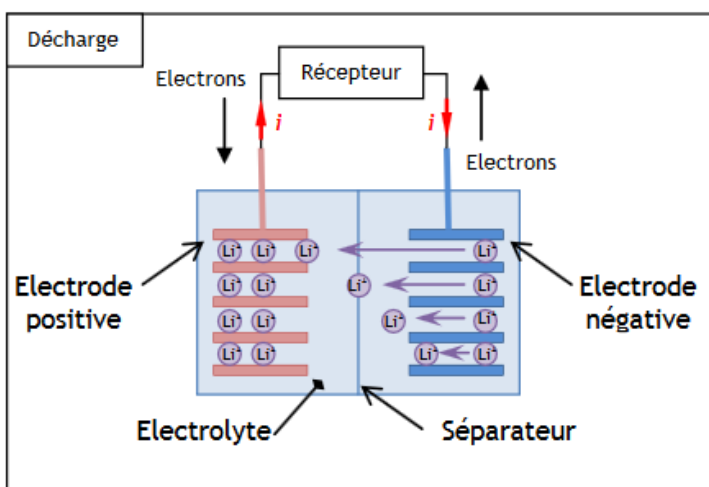 Décharge
Récepteur
Electrons
i
i
Electrons
Li⁺ Li⁺ Li⁺ Li⁺
Li⁺ Li⁺ Li⁺ Li⁺
Li⁺ Li⁺ Li⁺ Li⁺
Li⁺ Li⁺ Li⁺ Li⁺
Electrode
positive
Electrode
négative
Electrolyte
Séparateur